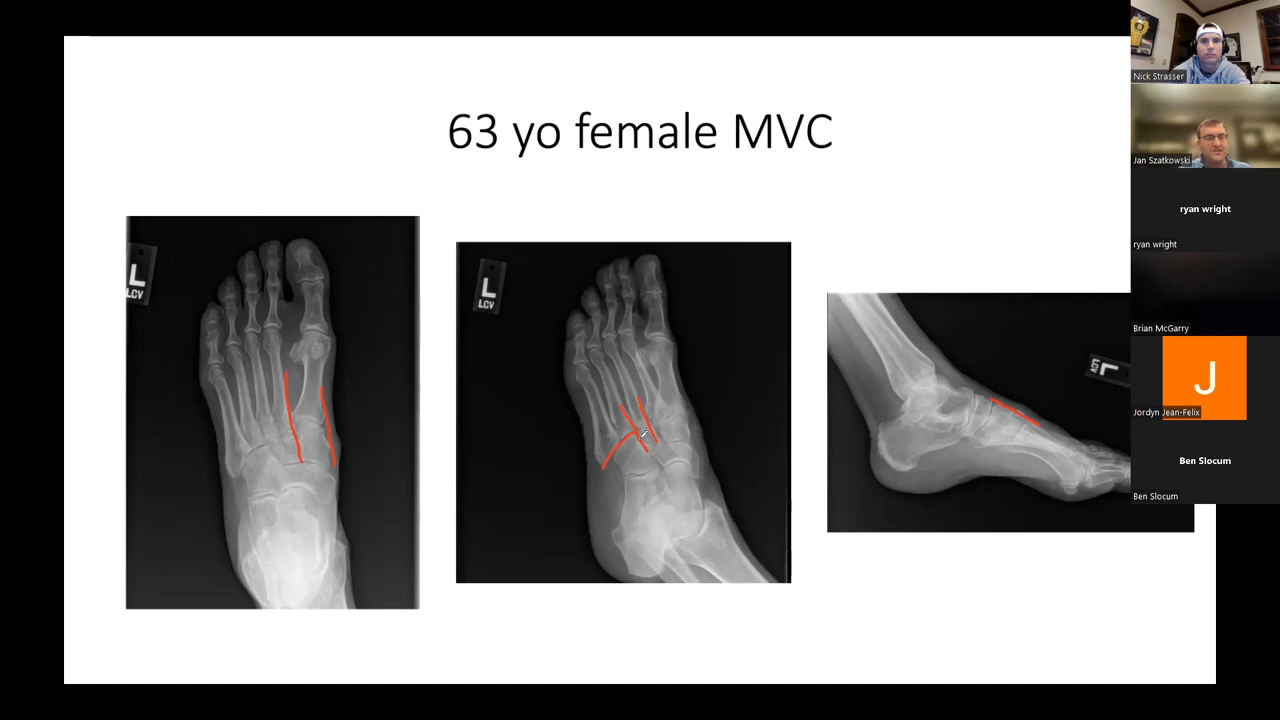 63 yo female MVC
L
LCV
L
LCV
L
Nick Strasser
Jan Szatkowski
ryan wright
ryan wright
Brian McGarry
J
Jordyn Jean-Felix
Ben Slocum
Ben Slocum